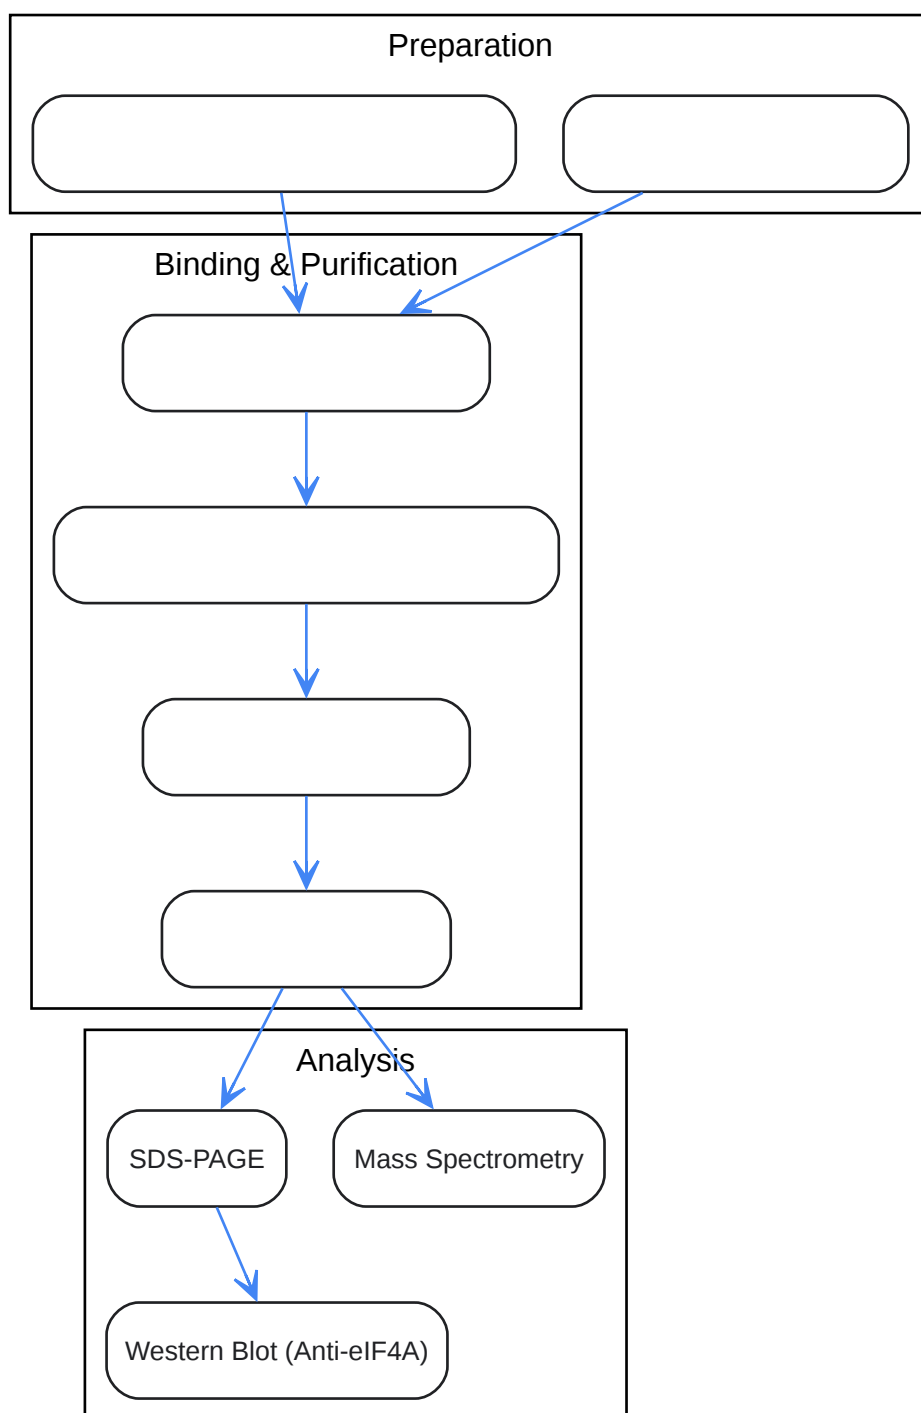 Preparation
Binding & Purification
Analysis
SDS-PAGE
Mass Spectrometry
Western Blot (Anti-eIF4A)